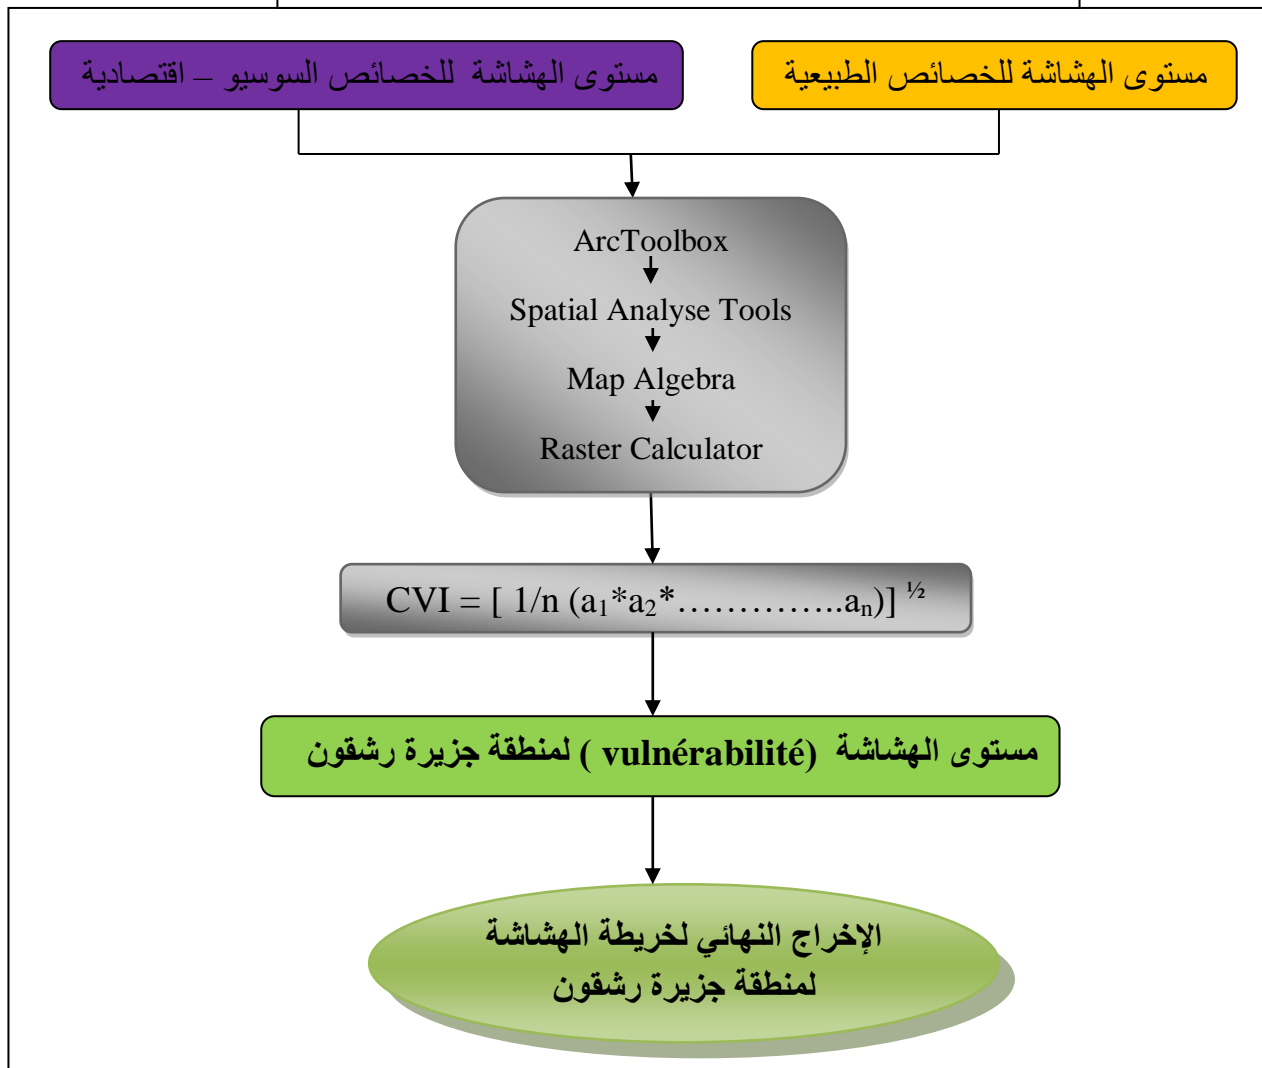 مستوى الهشاشة للخصائص الطبيعية
مستوى الهشاشة للخصائص السوسيو – اقتصادية
ArcToolbox
Spatial Analyse Tools
Map Algebra
Raster Calculator
CVI = [ 1/n (a₁*a₂*…………..aₙ)] ^½
مستوى الهشاشة (vulnérabilité ) لمنطقة جزيرة رشقون
الإخراج النهائي لخريطة الهشاشة
لمنطقة جزيرة رشقون